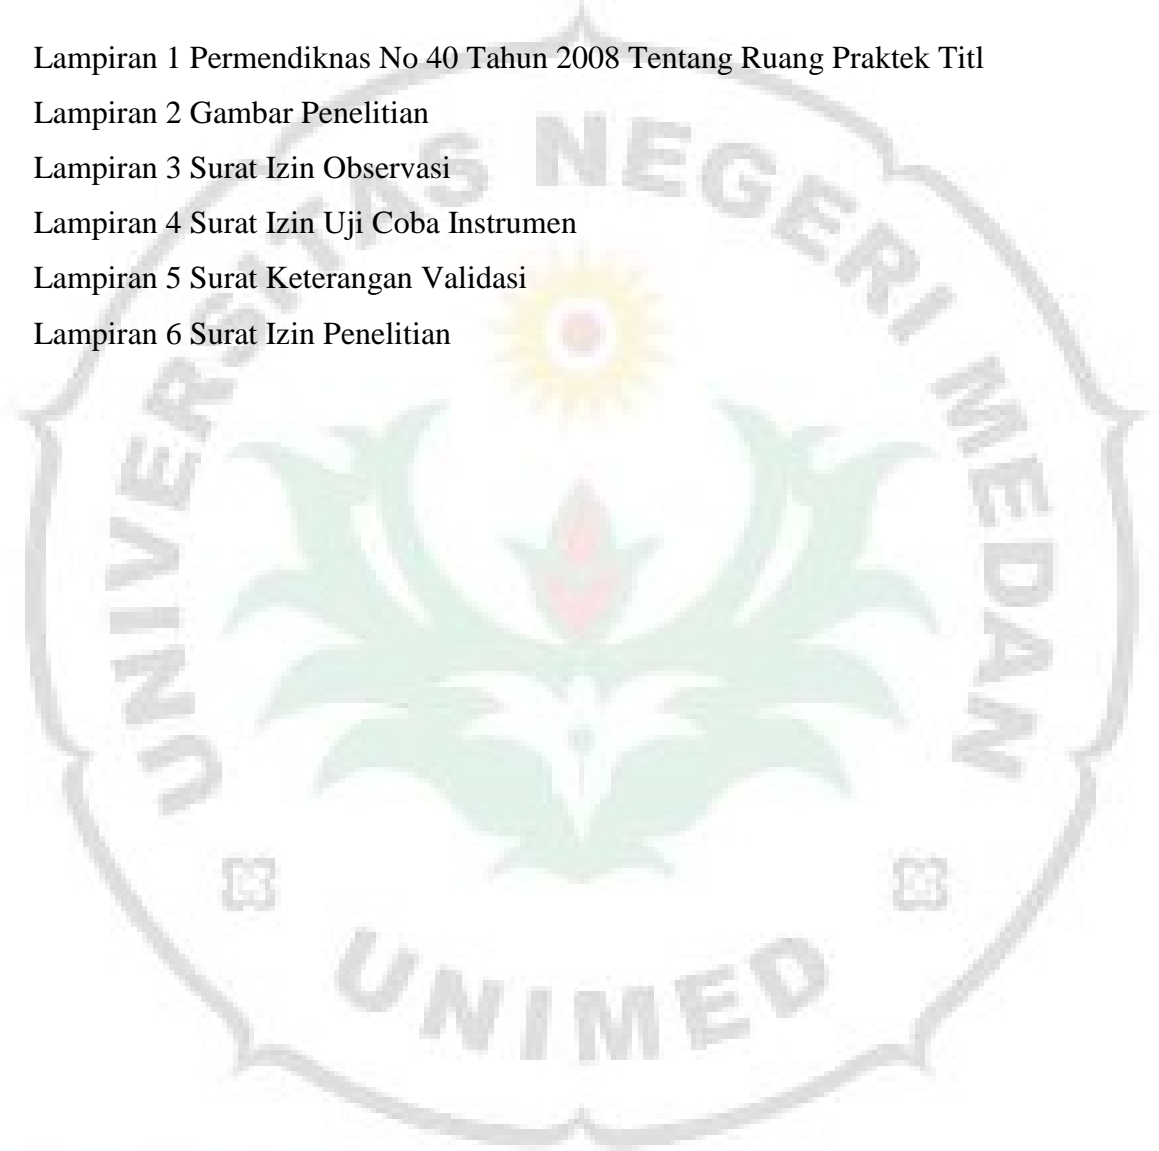 Lampiran 1 Permendiknas No 40 Tahun 2008 Tentang Ruang Praktek Titl
Lampiran 2 Gambar Penelitian
Lampiran 3 Surat Izin Observasi
Lampiran 4 Surat Izin Uji Coba Instrumen
Lampiran 5 Surat Keterangan Validasi
Lampiran 6 Surat Izin Penelitian
UNIVERSITAS NEGERI MEDAN
UNIMED